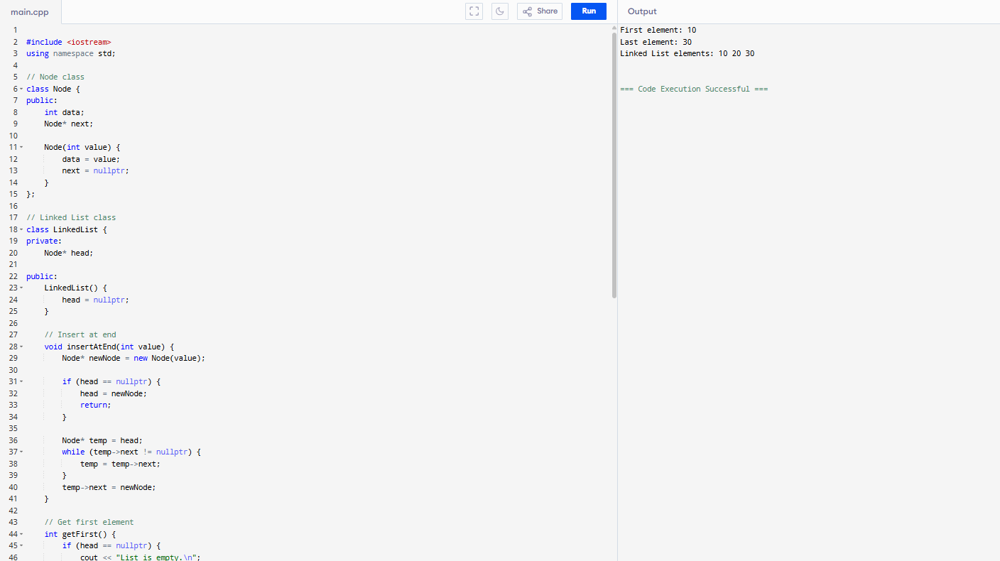 main.cpp
Share
Run
Output
1
2 #include <iostream>
3 using namespace std;
4
5 // Node class
6 class Node {
7 public:
8     int data;
9     Node* next;
10
11     Node(int value) {
12         data = value;
13         next = nullptr;
14     }
15 };
16
17 // Linked List class
18 class LinkedList {
19 private:
20     Node* head;
21
22 public:
23     LinkedList() {
24         head = nullptr;
25     }
26
27     // Insert at end
28     void insertAtEnd(int value) {
29         Node* newNode = new Node(value);
30
31         if (head == nullptr) {
32             head = newNode;
33             return;
34         }
35
36         Node* temp = head;
37         while (temp->next != nullptr) {
38             temp = temp->next;
39         }
40         temp->next = newNode;
41     }
42
43     // Get first element
44     int getFirst() {
45         if (head == nullptr) {
46             cout << "List is empty.\n";
First element: 10
Last element: 30
Linked List elements: 10 20 30
=== Code Execution Successful ===